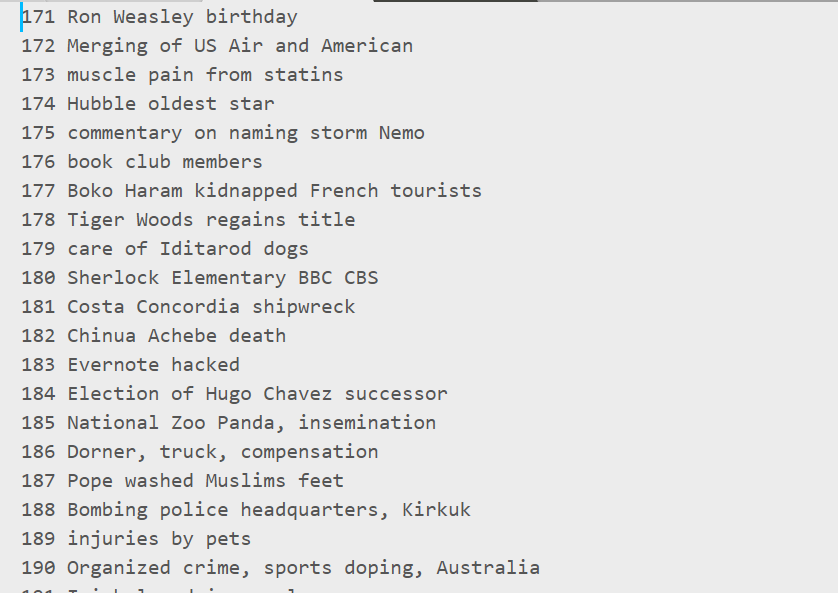 171 Ron Weasley birthday
172 Merging of US Air and American
173 muscle pain from statins
174 Hubble oldest star
175 commentary on naming storm Nemo
176 book club members
177 Boko Haram kidnapped French tourists
178 Tiger Woods regains title
179 care of Iditarod dogs
180 Sherlock Elementary BBC CBS
181 Costa Concordia shipwreck
182 Chinua Achebe death
183 Evernote hacked
184 Election of Hugo Chavez successor
185 National Zoo Panda, insemination
186 Dorner, truck, compensation
187 Pope washed Muslims feet
188 Bombing police headquarters, Kirkuk
189 injuries by pets
190 Organized crime, sports doping, Australia